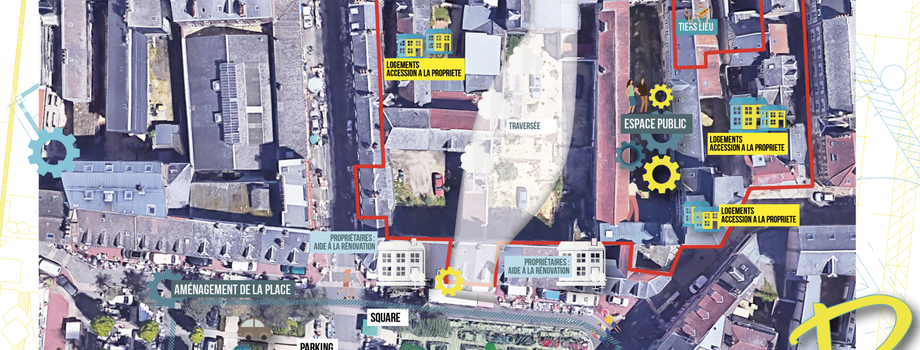 TIERS LIEU
LOGEMENTS
ACCESSION A LA PROPRIETE
TRAVERSÉE
ESPACE PUBLIC
LOGEMENTS
ACCESSION A LA PROPRIETE
LOGEMENTS
ACCESSION A LA PROPRIETE
PROPRIÉTAIRES :
AIDE À LA RÉNOVATION
PROPRIÉTAIRES :
AIDE À LA RÉNOVATION
AMÉNAGEMENT DE LA PLACE
SQUARE
PARKING